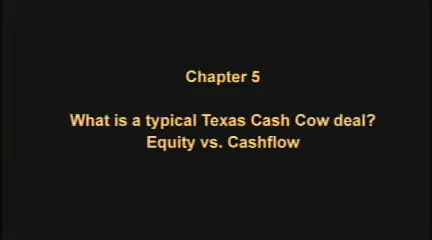 Chapter 5
What is a typical Texas Cash Cow deal?
Equity vs. Cashflow